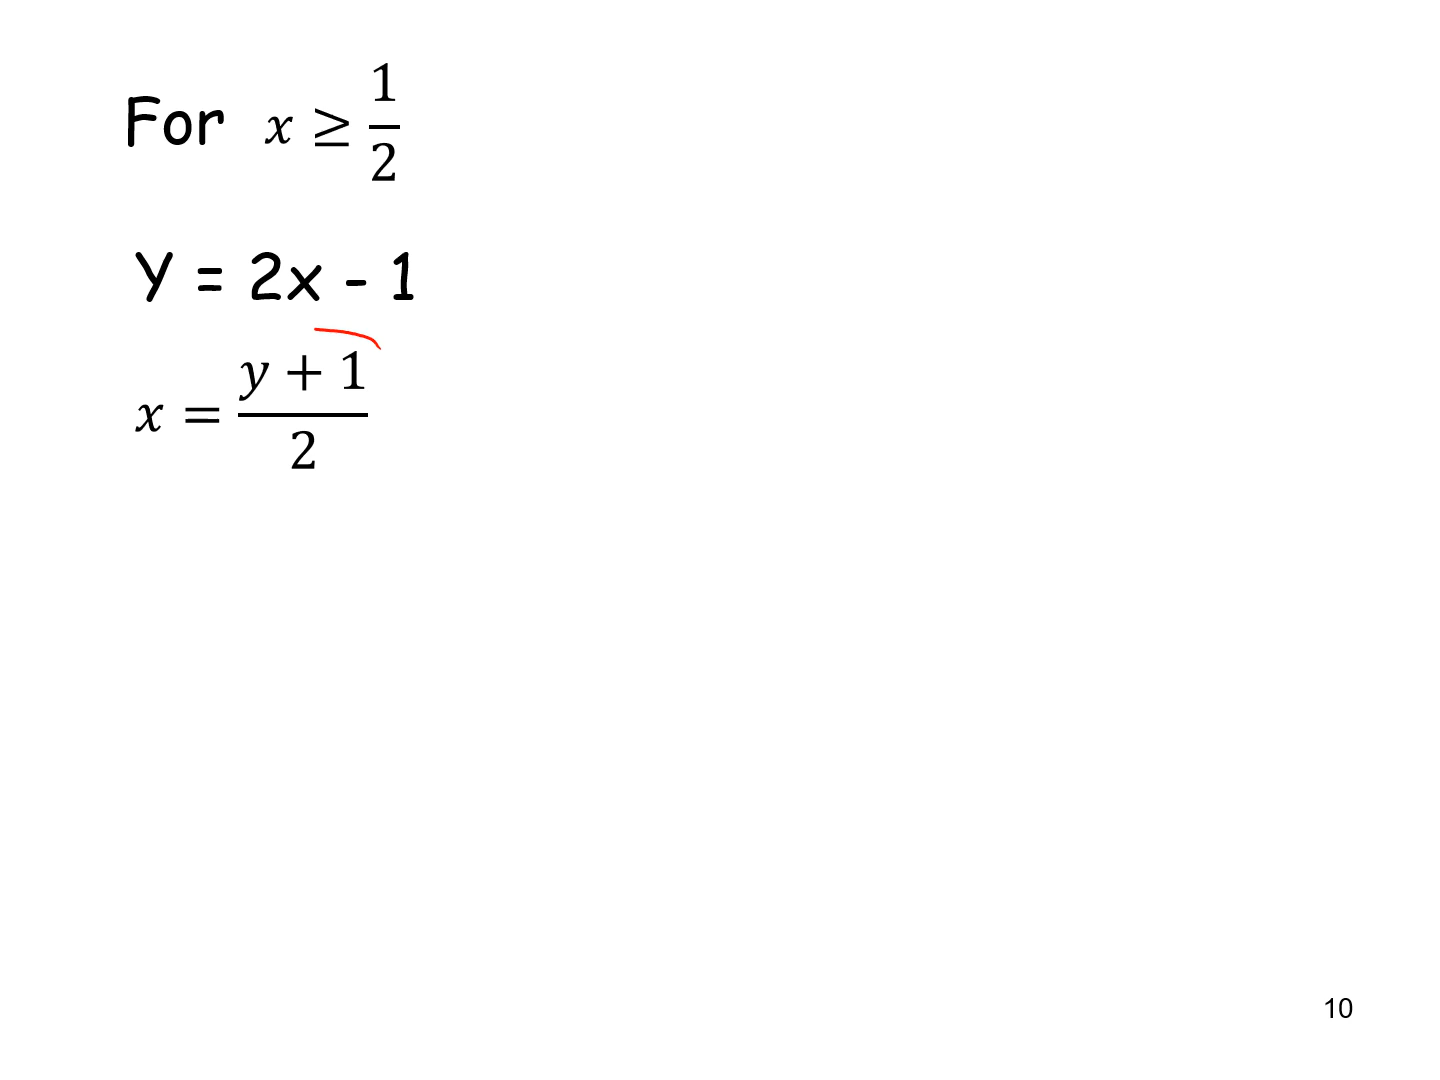 For x ≥ 1/2
Y = 2x - 1
x = (y + 1)/2
10